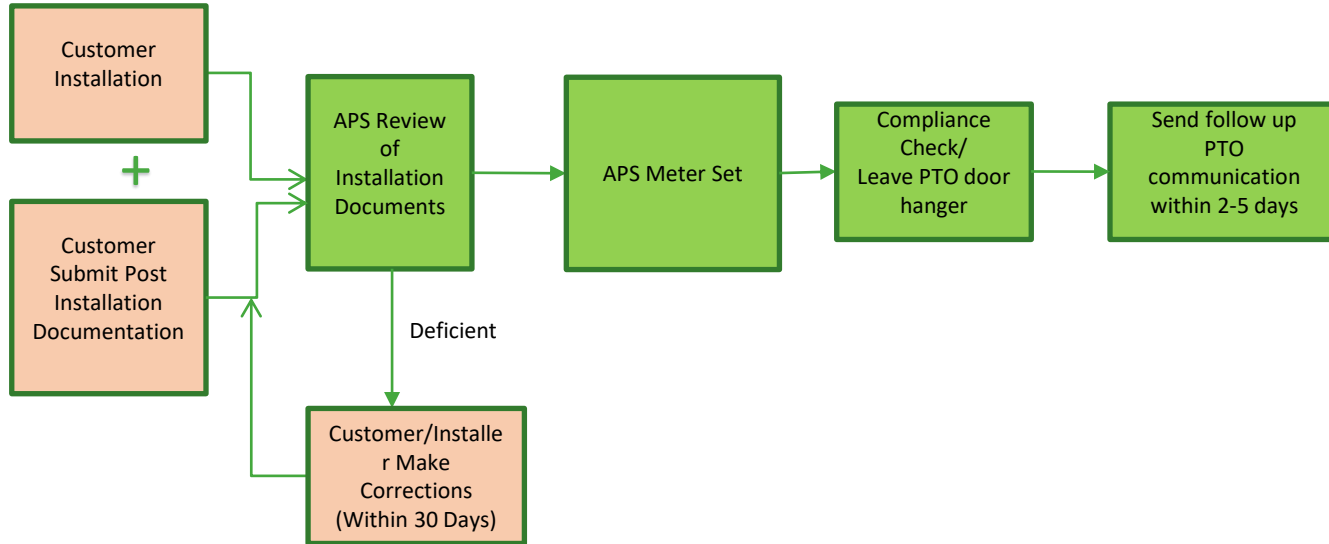 Customer
Installation
+
Customer
Submit Post
Installation
Documentation
APS Review
of
Installation
Documents
APS Meter Set
Compliance
Check/
Leave PTO door
hanger
Send follow up
PTO
communication
within 2-5 days
Deficient
Customer/Installe
r Make
Corrections
(Within 30 Days)